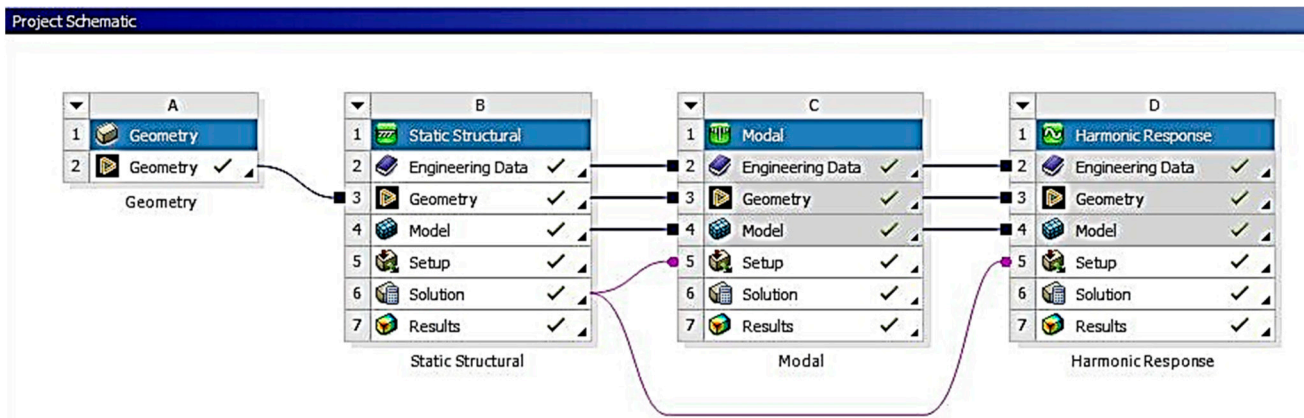 Project Schematic
A
1 Geometry
2 Geometry
Geometry
B
1 Static Structural
2 Engineering Data
3 Geometry
4 Model
5 Setup
6 Solution
7 Results
Static Structural
C
1 Modal
2 Engineering Data
3 Geometry
4 Model
5 Setup
6 Solution
7 Results
Modal
D
1 Harmonic Response
2 Engineering Data
3 Geometry
4 Model
5 Setup
6 Solution
7 Results
Harmonic Response